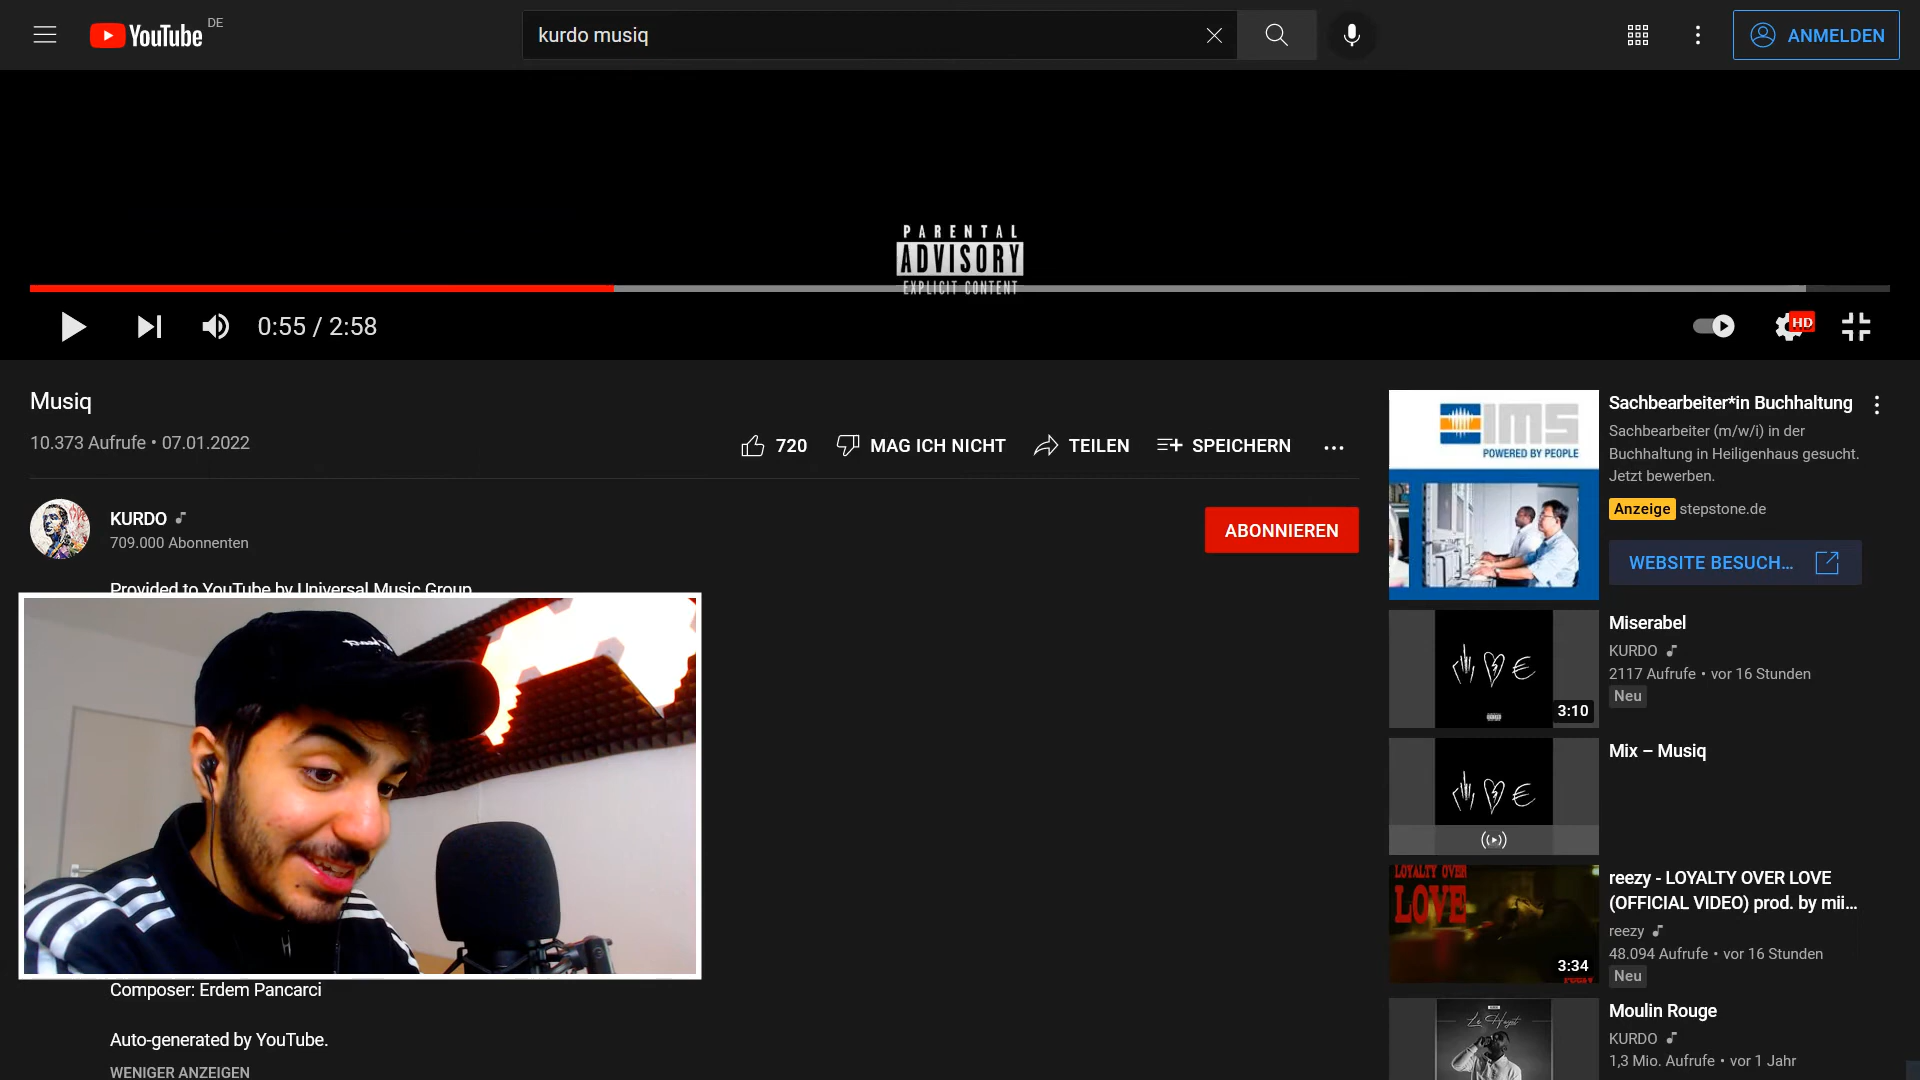 YouTube DE
kurdo musiq
ANMELDEN
PARENTAL
ADVISORY
EXPLICIT CONTENT
0:55 / 2:58
HD
Musiq
10.373 Aufrufe • 07.01.2022
720
MAG ICH NICHT
TEILEN
SPEICHERN
KURDO
709.000 Abonnenten
ABONNIEREN
Provided to YouTube by Universal Music Group
Composer: Erdem Pancarci
Auto-generated by YouTube.
WENIGER ANZEIGEN
IMS
POWERED BY PEOPLE
Sachbearbeiter*in Buchhaltung
Sachbearbeiter (m/w/i) in der
Buchhaltung in Heiligenhaus gesucht.
Jetzt bewerben.
Anzeige stepstone.de
WEBSITE BESUCH...
3:10
Miserabel
KURDO
2117 Aufrufe • vor 16 Stunden
Neu
Mix – Musiq
LOYALTY OVER
LOVE
3:34
reezy - LOYALTY OVER LOVE
(OFFICIAL VIDEO) prod. by mii...
reezy
48.094 Aufrufe • vor 16 Stunden
Neu
Moulin Rouge
KURDO
1,3 Mio. Aufrufe • vor 1 Jahr